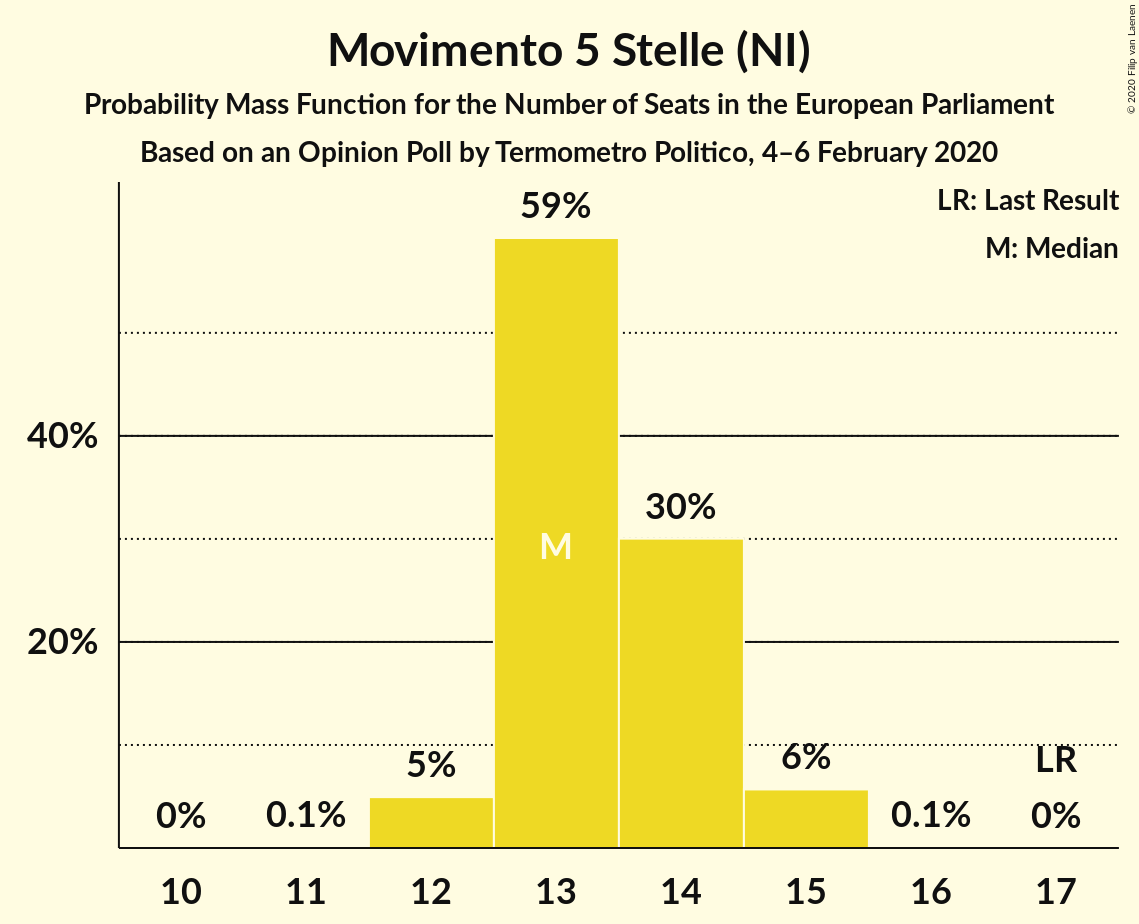 Movimento 5 Stelle (NI)
Probability Mass Function for the Number of Seats in the European Parliament
Based on an Opinion Poll by Termometro Politico, 4–6 February 2020
© 2020 Filip van Laenen
LR: Last Result
M: Median
59%
40%
30%
M
20%
5%
6%
LR
0%
0.1%
0.1%
0%
10 11 12 13 14 15 16 17